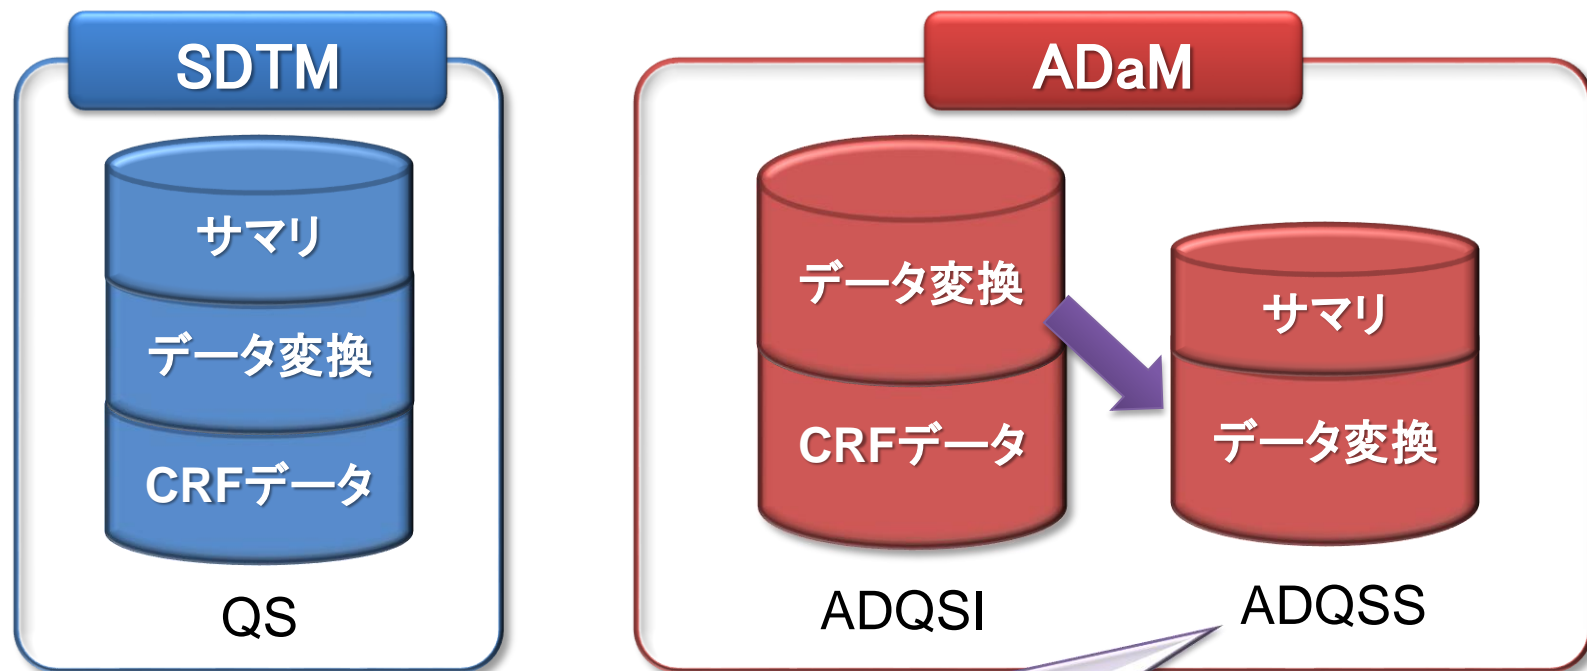 SDTM
サマリ
データ変換
CRFデータ
QS
ADaM
データ変換
CRFデータ
ADQSI
サマリ
データ変換
ADQSS